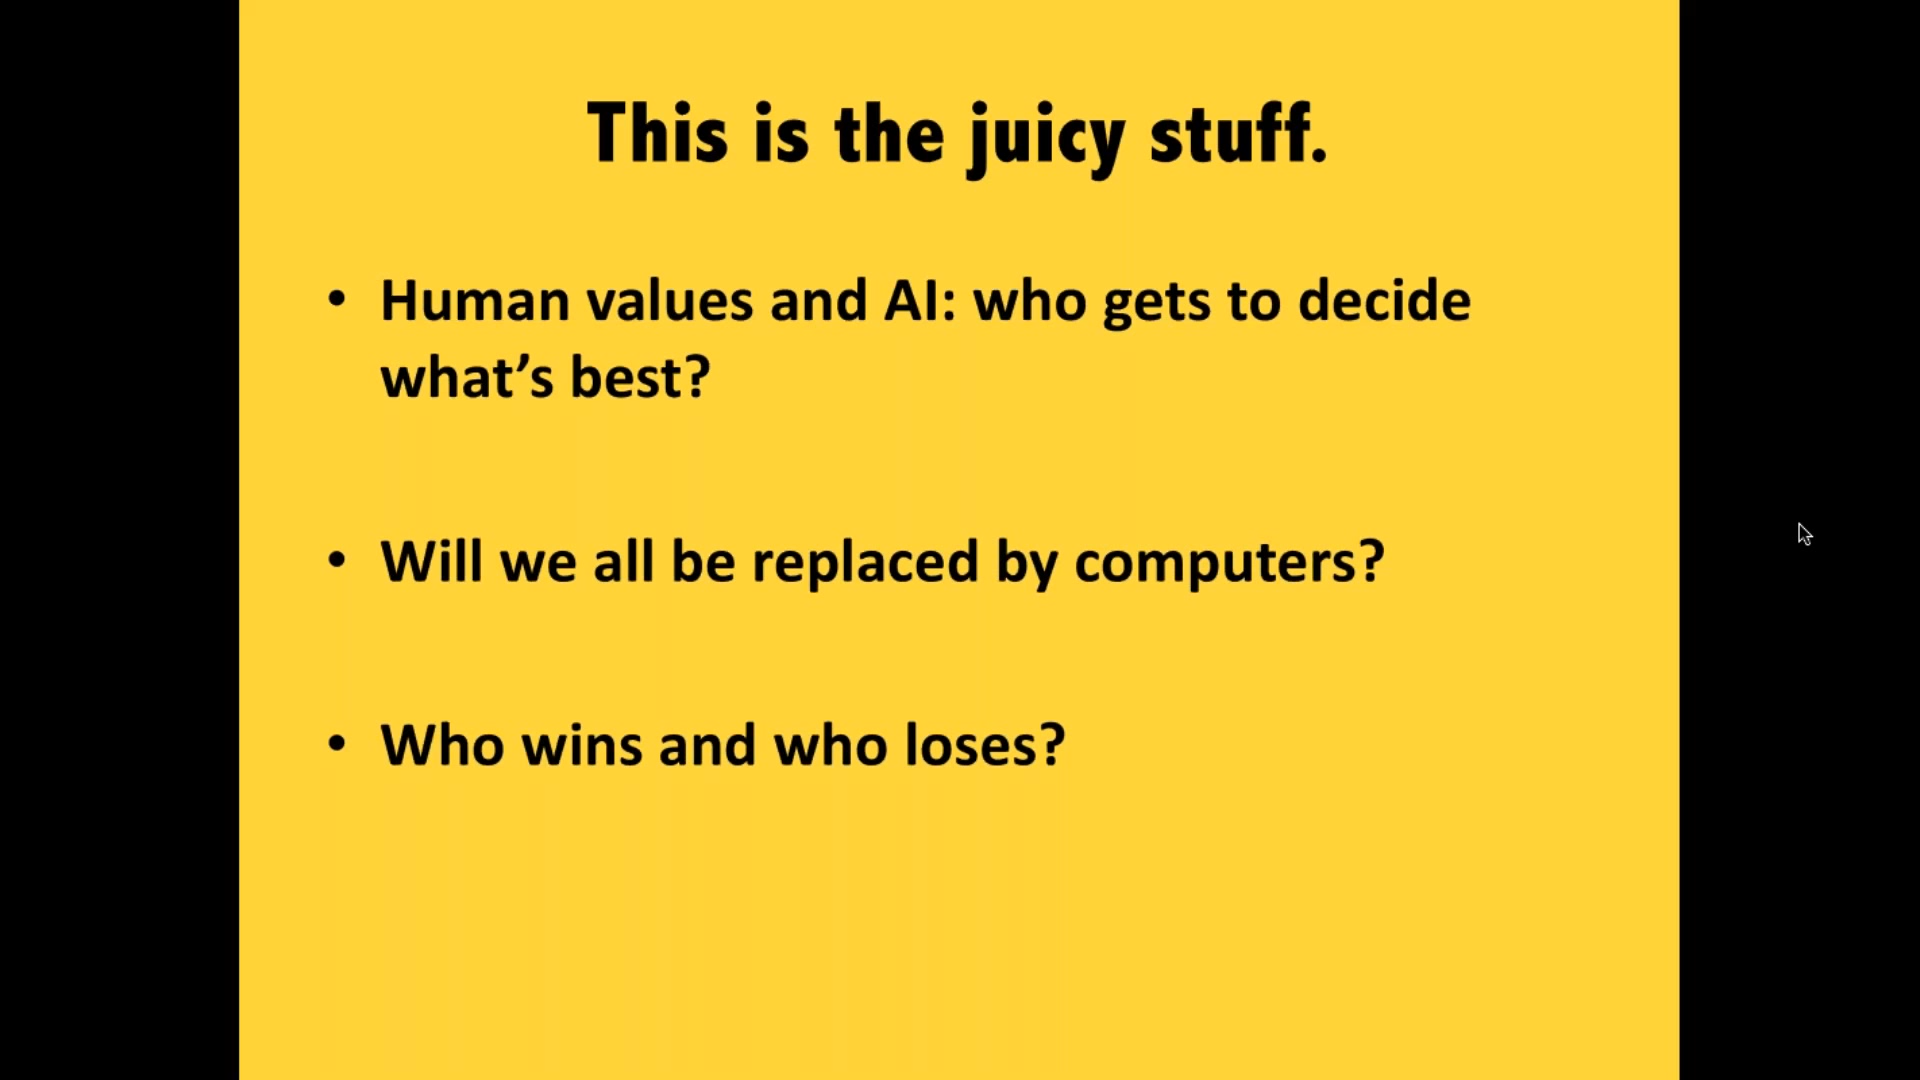 This is the juicy stuff.
• Human values and AI: who gets to decide
what’s best?
• Will we all be replaced by computers?
• Who wins and who loses?